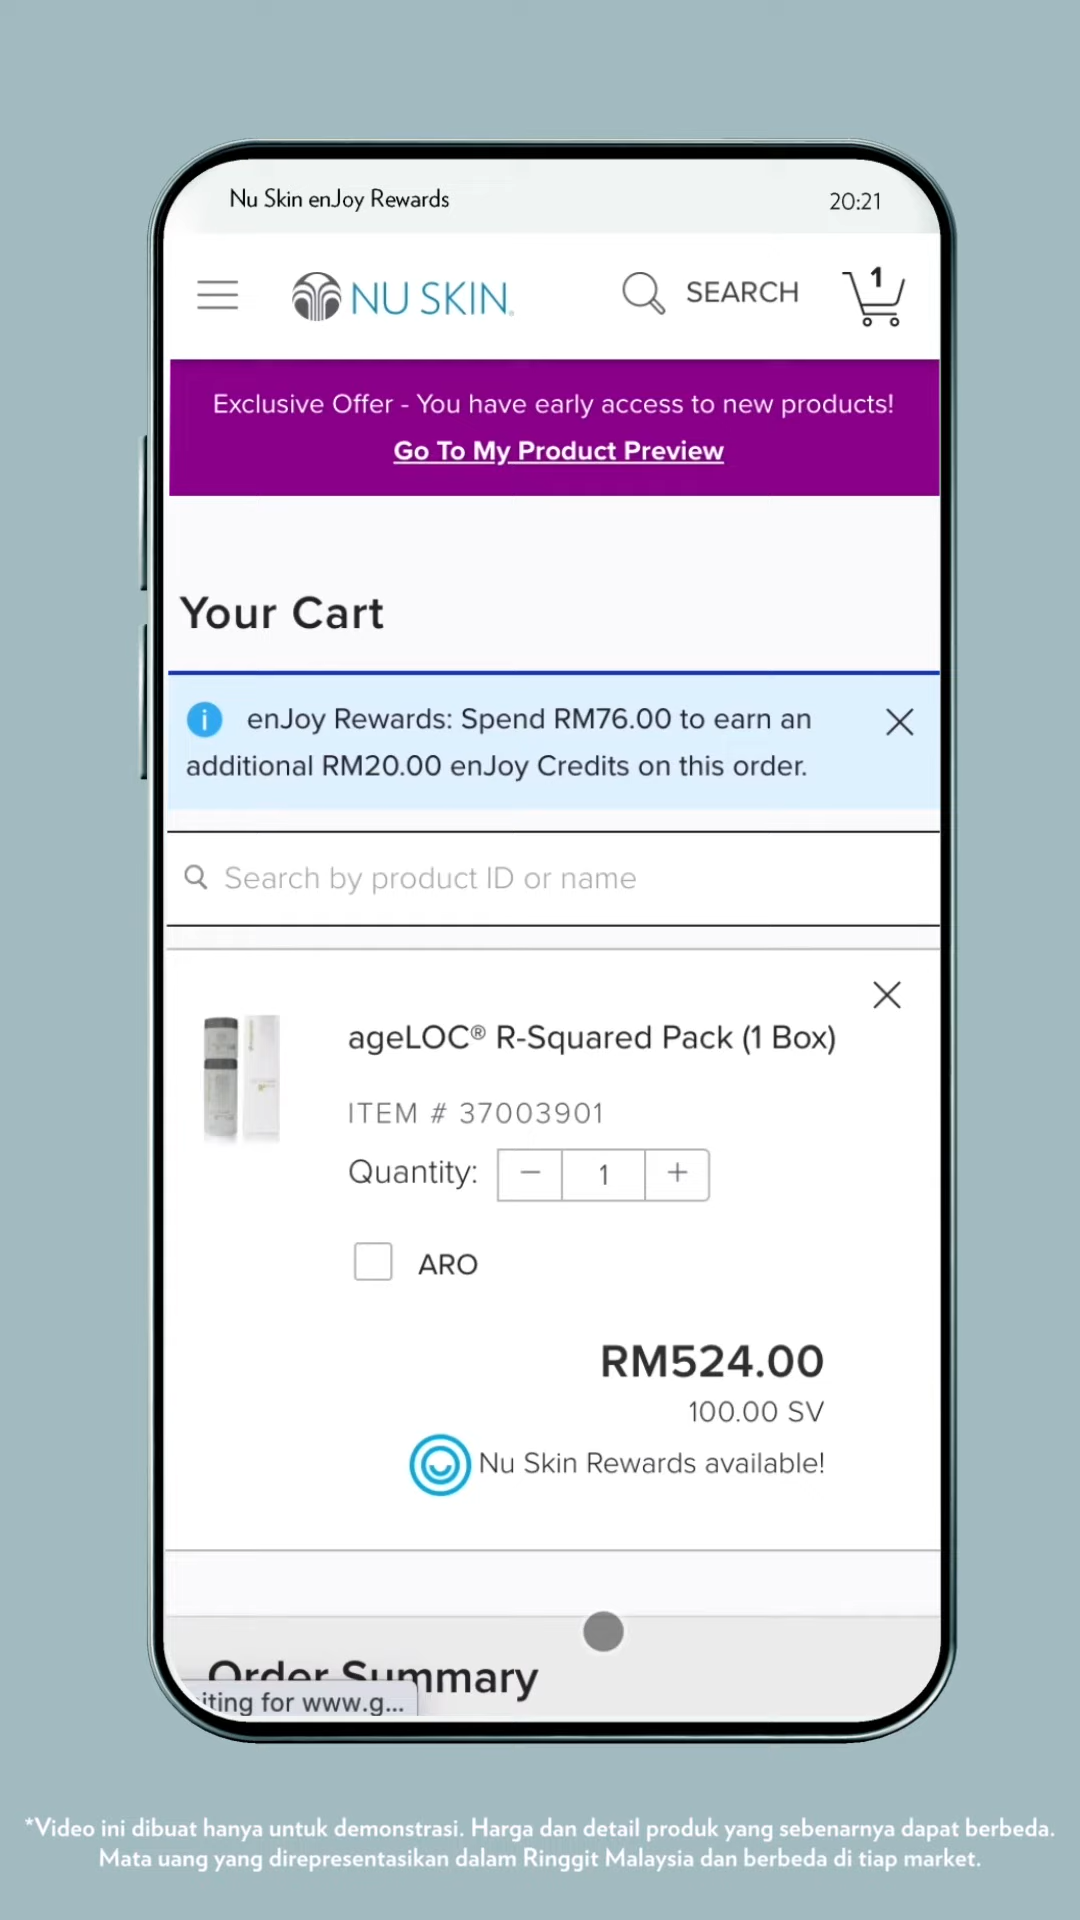 Nu Skin enJoy Rewards
20:21
NU SKIN
SEARCH
1
Exclusive Offer - You have early access to new products!
Go To My Product Preview
Your Cart
enJoy Rewards: Spend RM76.00 to earn an
additional RM20.00 enJoy Credits on this order.
Search by product ID or name
ageLOC® R-Squared Pack (1 Box)
ITEM # 37003901
Quantity: − 1 +
ARO
RM524.00
100.00 SV
Nu Skin Rewards available!
Order Summary
iting for www.g...
*Video ini dibuat hanya untuk demonstrasi. Harga dan detail produk yang sebenarnya dapat berbeda.
Mata uang yang direpresentasikan dalam Ringgit Malaysia dan berbeda di tiap market.